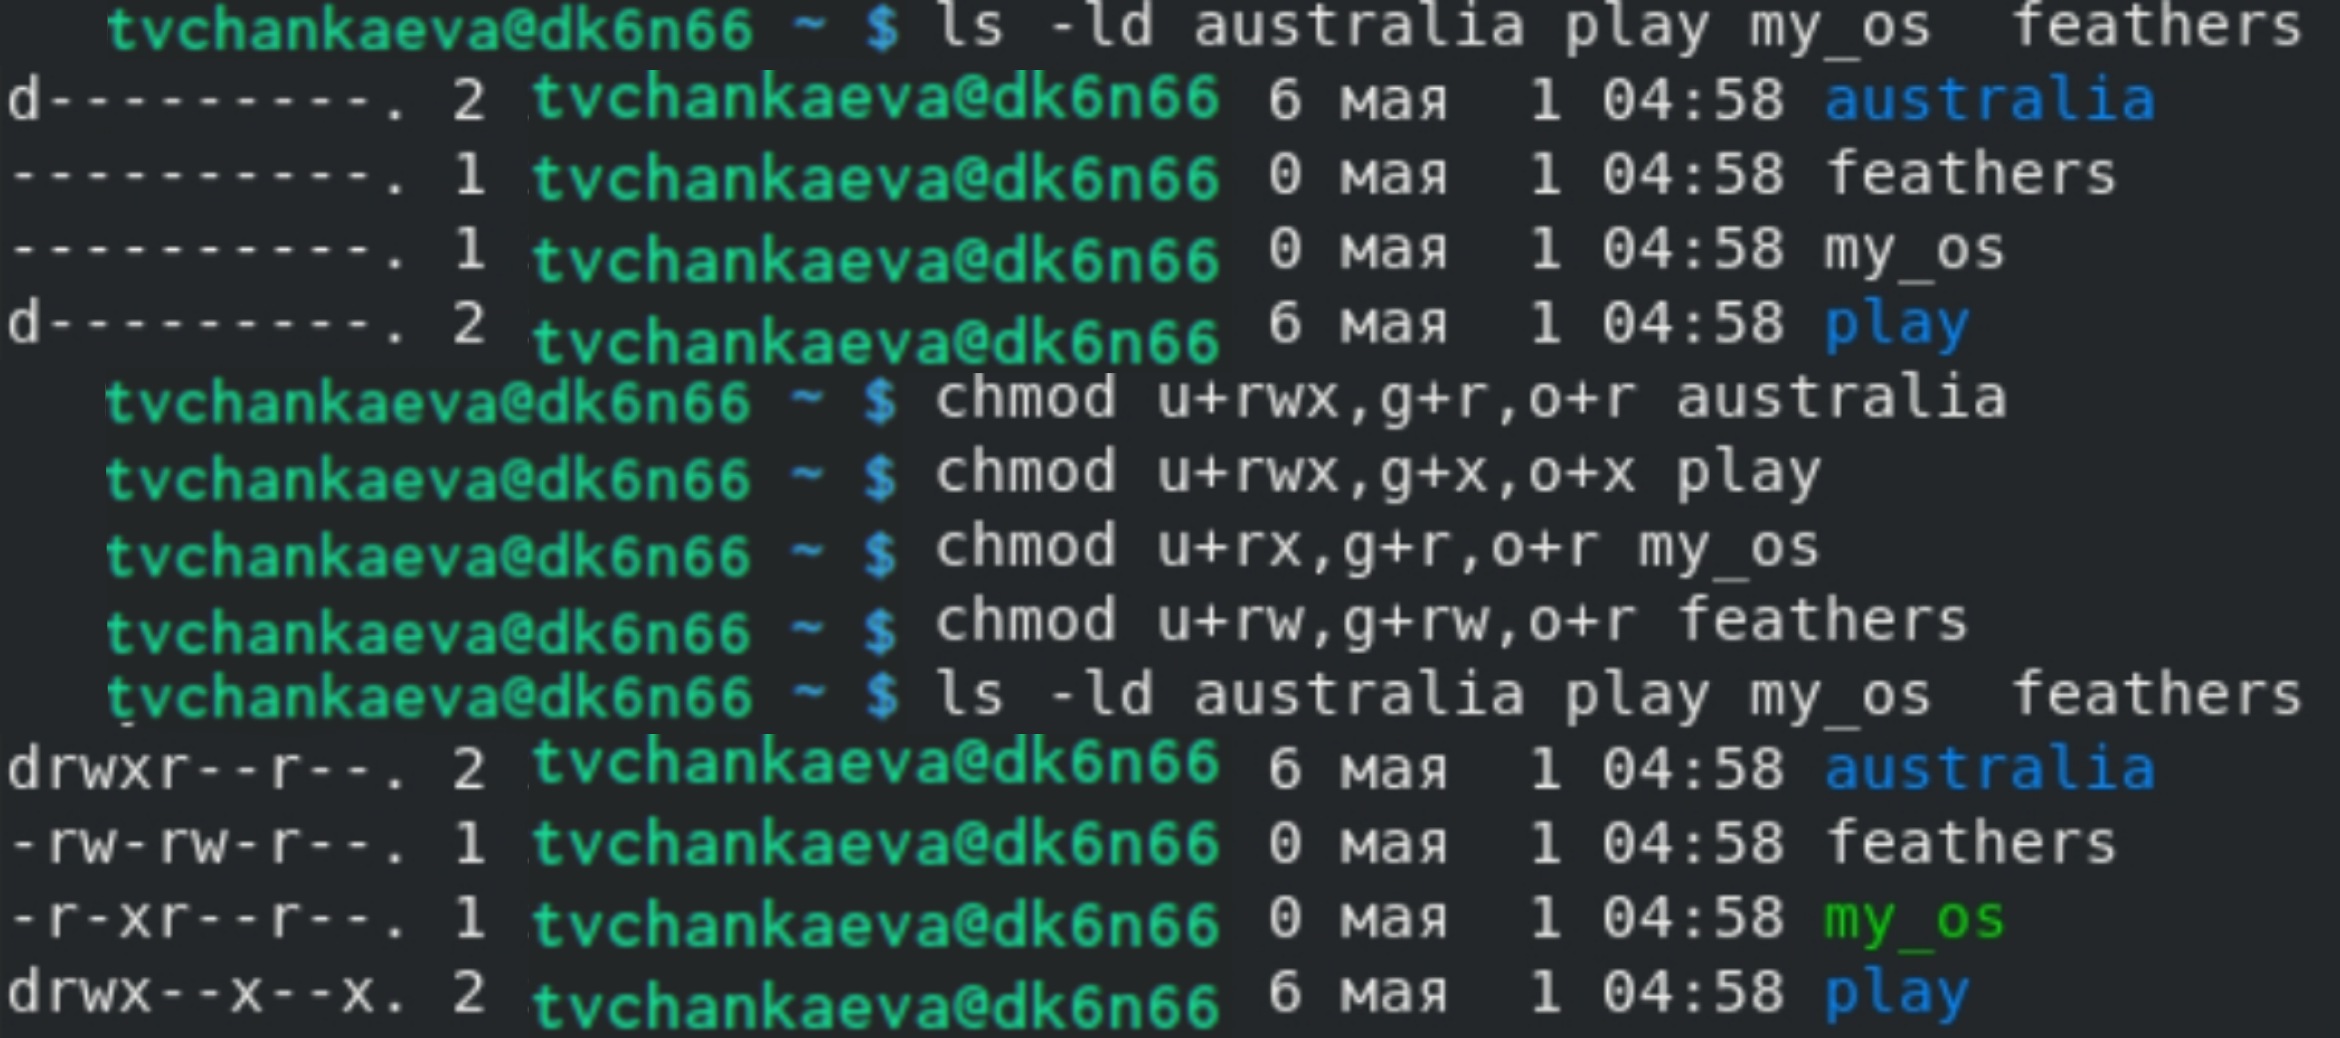 tvchankaeva@dk6n66 ~ $ ls -ld australia play my_os  feathers
d---------. 2 tvchankaeva@dk6n66 6 мая  1 04:58 australia
----------. 1 tvchankaeva@dk6n66 0 мая  1 04:58 feathers
----------. 1 tvchankaeva@dk6n66 0 мая  1 04:58 my_os
d---------. 2 tvchankaeva@dk6n66 6 мая  1 04:58 play
tvchankaeva@dk6n66 ~ $ chmod u+rwx,g+r,o+r australia
tvchankaeva@dk6n66 ~ $ chmod u+rwx,g+x,o+x play
tvchankaeva@dk6n66 ~ $ chmod u+rx,g+r,o+r my_os
tvchankaeva@dk6n66 ~ $ chmod u+rw,g+rw,o+r feathers
tvchankaeva@dk6n66 ~ $ ls -ld australia play my_os  feathers
drwxr--r--. 2 tvchankaeva@dk6n66 6 мая  1 04:58 australia
-rw-rw-r--. 1 tvchankaeva@dk6n66 0 мая  1 04:58 feathers
-r-xr--r--. 1 tvchankaeva@dk6n66 0 мая  1 04:58 my_os
drwx--x--x. 2 tvchankaeva@dk6n66 6 мая  1 04:58 play